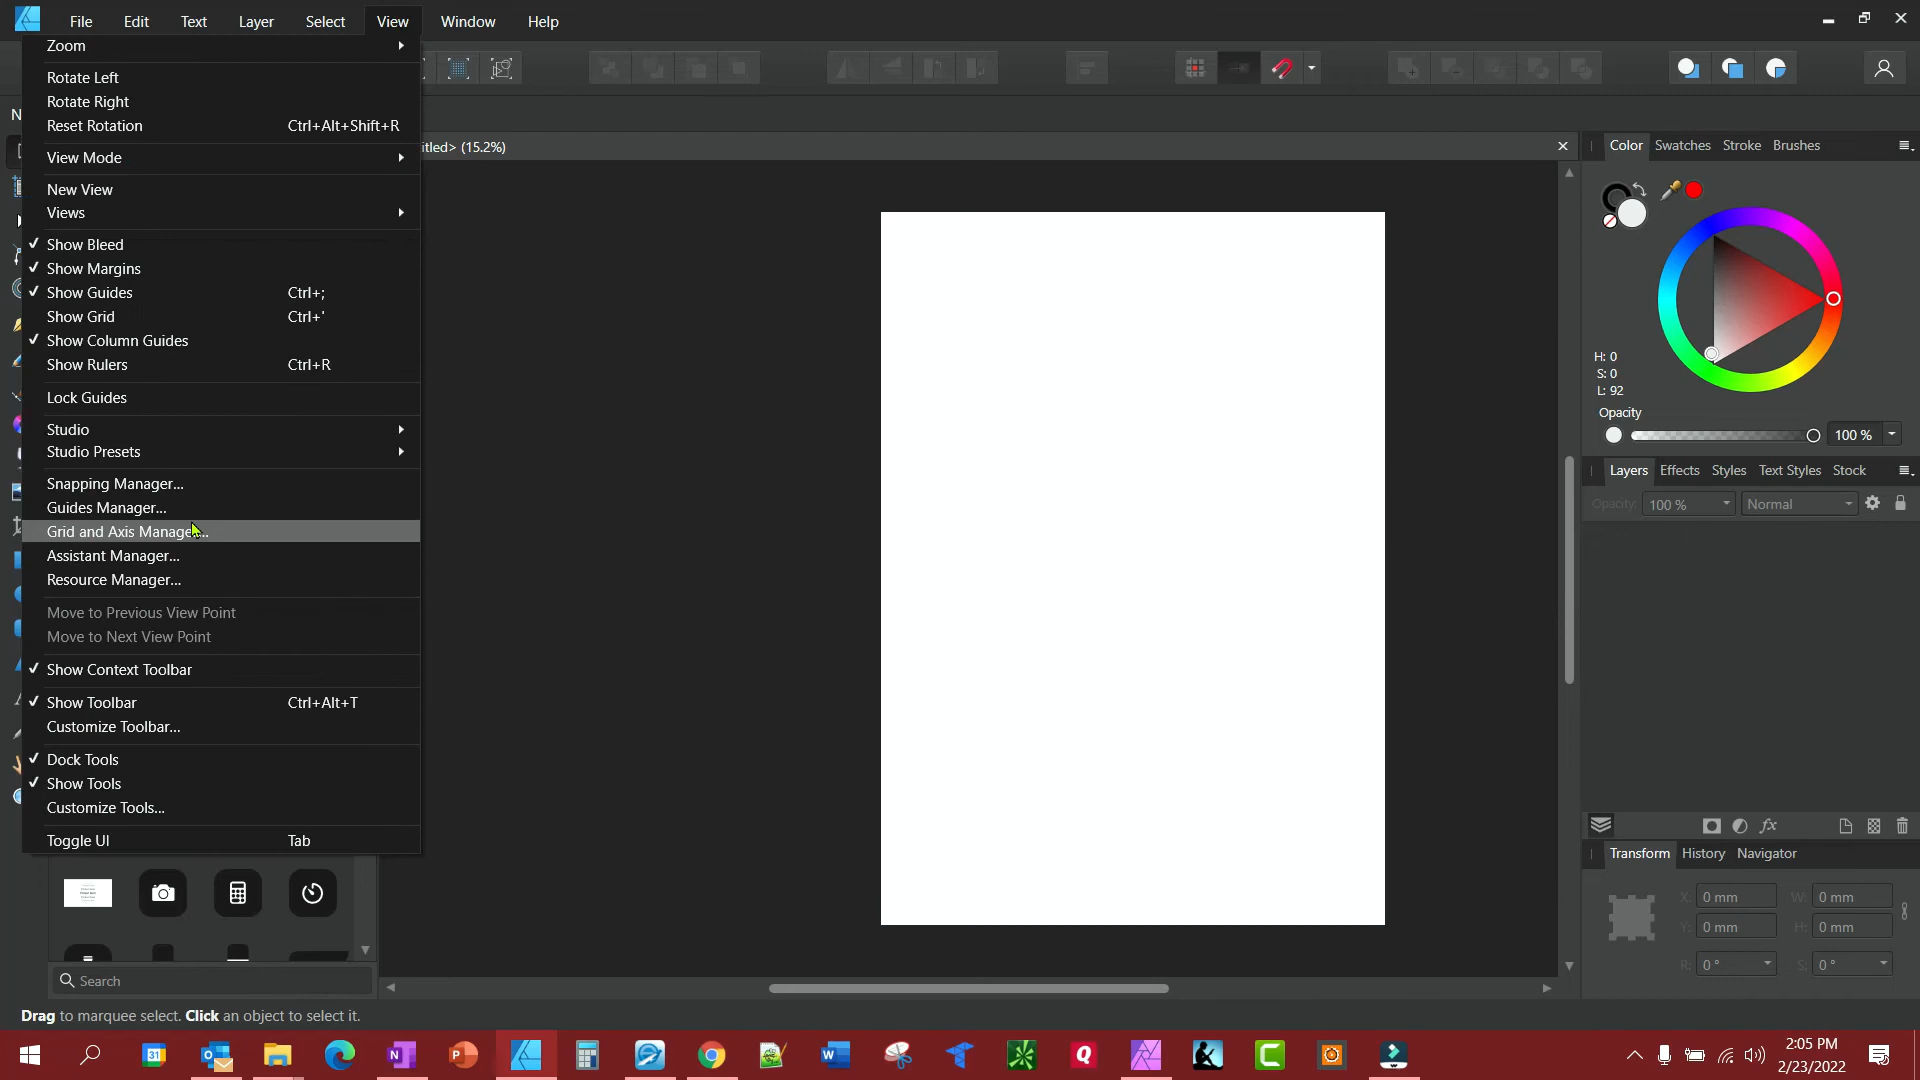 File Edit Text Layer Select View Window Help
Zoom
Rotate Left
Rotate Right
Reset Rotation Ctrl+Alt+Shift+R
View Mode
New View
Views
Show Bleed
Show Margins
Show Guides Ctrl+;
Show Grid Ctrl+'
Show Column Guides
Show Rulers Ctrl+R
Lock Guides
Studio
Studio Presets
Snapping Manager...
Guides Manager...
Grid and Axis Manager...
Assistant Manager...
Resource Manager...
Move to Previous View Point
Move to Next View Point
Show Context Toolbar
Show Toolbar Ctrl+Alt+T
Customize Toolbar...
Dock Tools
Show Tools
Customize Tools...
Toggle UI Tab
Search
Drag to marquee select. Click an object to select it.
N
itled> (15.2%)
Color Swatches Stroke Brushes
H: 0
S: 0
L: 92
Opacity
100 %
Layers Effects Styles Text Styles Stock
Opacity: 100 % Normal
fx
Transform History Navigator
X: 0 mm W: 0 mm
Y: 0 mm H: 0 mm
R: 0 ° S: 0 °
2:05 PM
2/23/2022